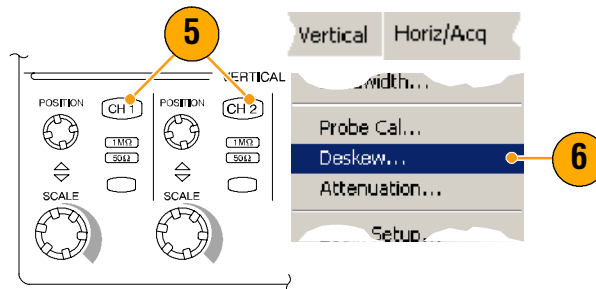 5
VERTICAL
POSITION
CH 1
POSITION
CH 2
1MΩ
50Ω
1MΩ
50Ω
SCALE
SCALE
Vertical Horiz/Acq
Probe Cal...
Deskew...
6
Attenuation...
Setup...